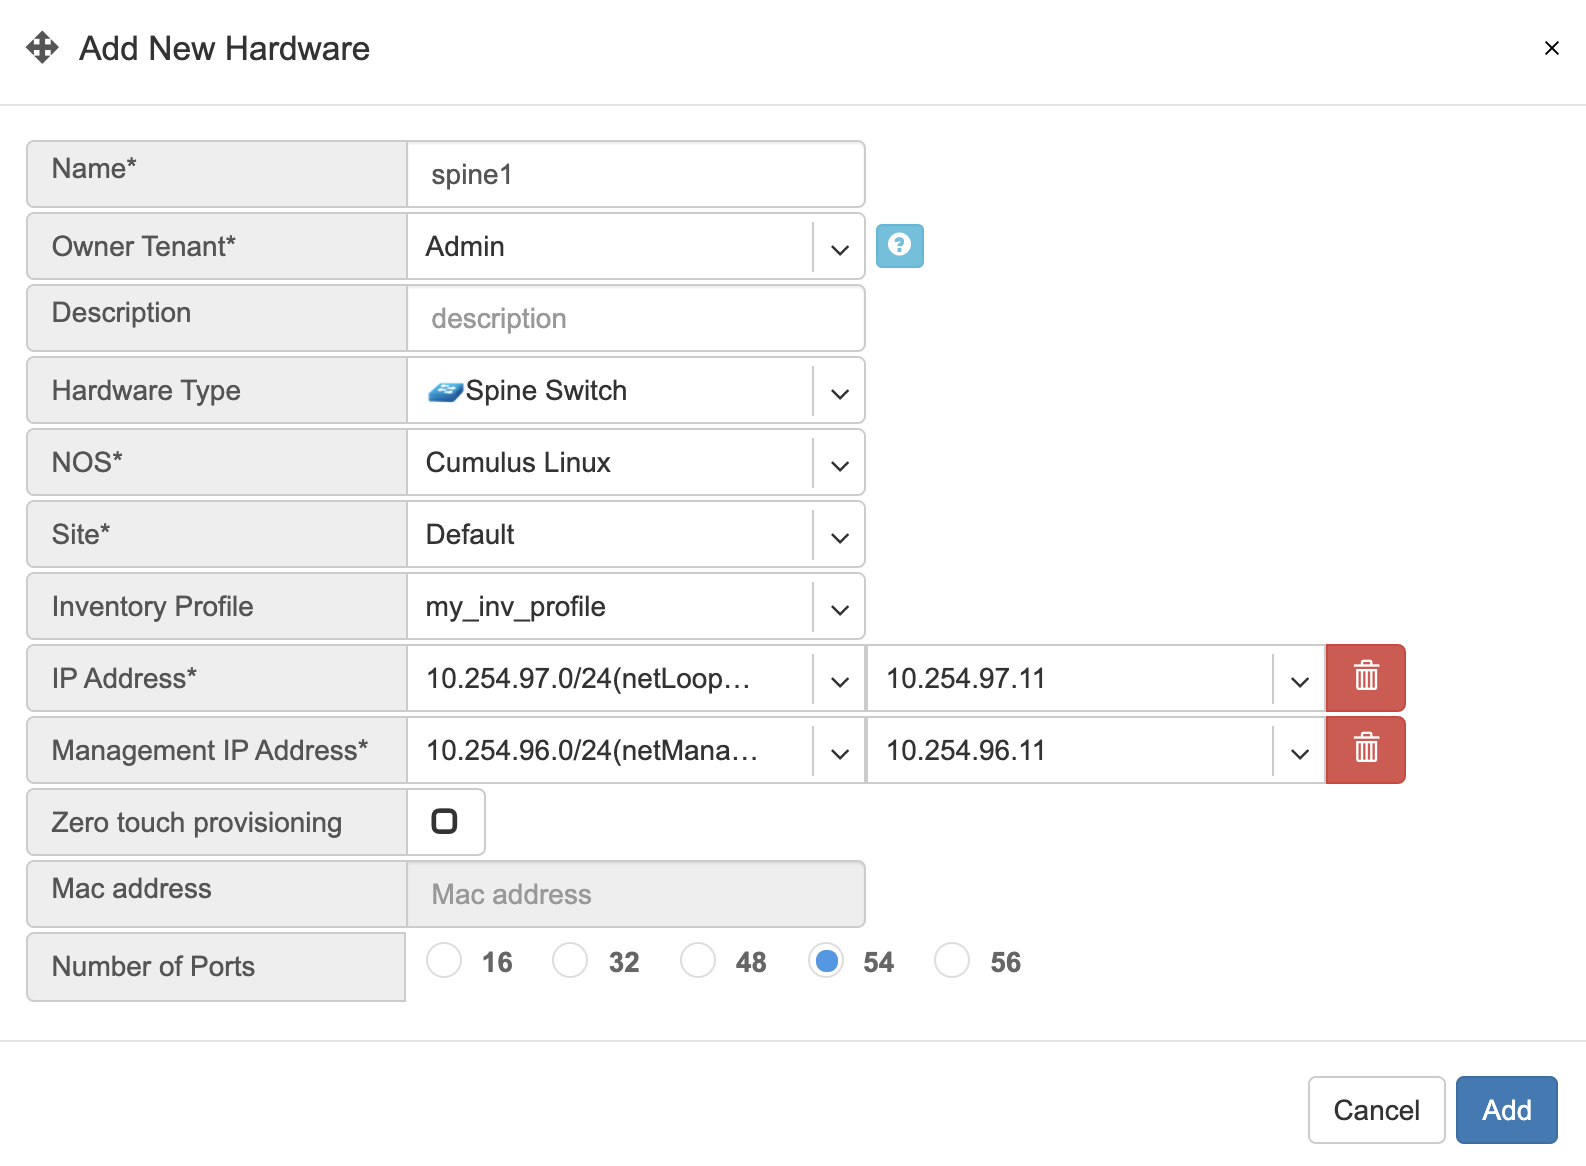 Add New Hardware
×
Name* spine1
Owner Tenant* Admin ?
Description description
Hardware Type Spine Switch
NOS* Cumulus Linux
Site* Default
Inventory Profile my_inv_profile
IP Address* 10.254.97.0/24(netLoop... 10.254.97.11
Management IP Address* 10.254.96.0/24(netMana... 10.254.96.11
Zero touch provisioning
Mac address Mac address
Number of Ports 16 32 48 54 56
Cancel Add